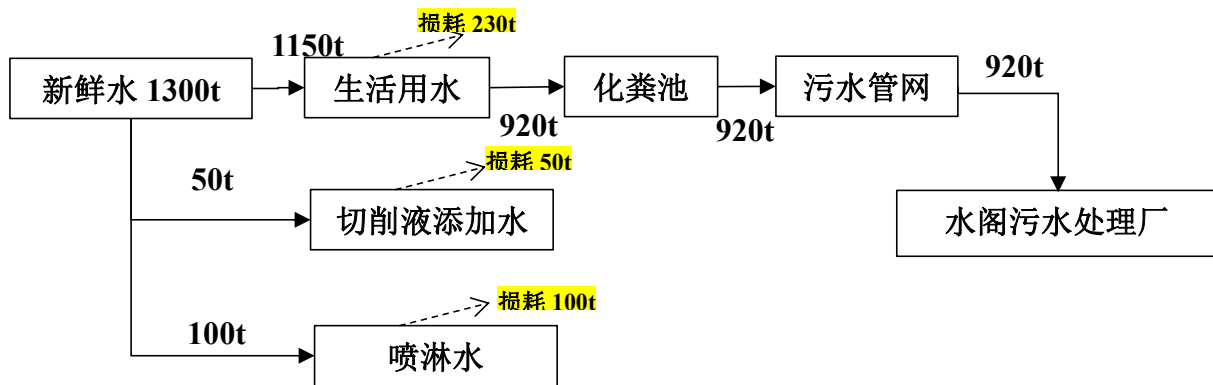 损耗 230t
1150t
新鲜水 1300t
生活用水
化粪池
污水管网
920t
920t
920t
损耗 50t
50t
切削液添加水
水阁污水处理厂
损耗 100t
100t
喷淋水